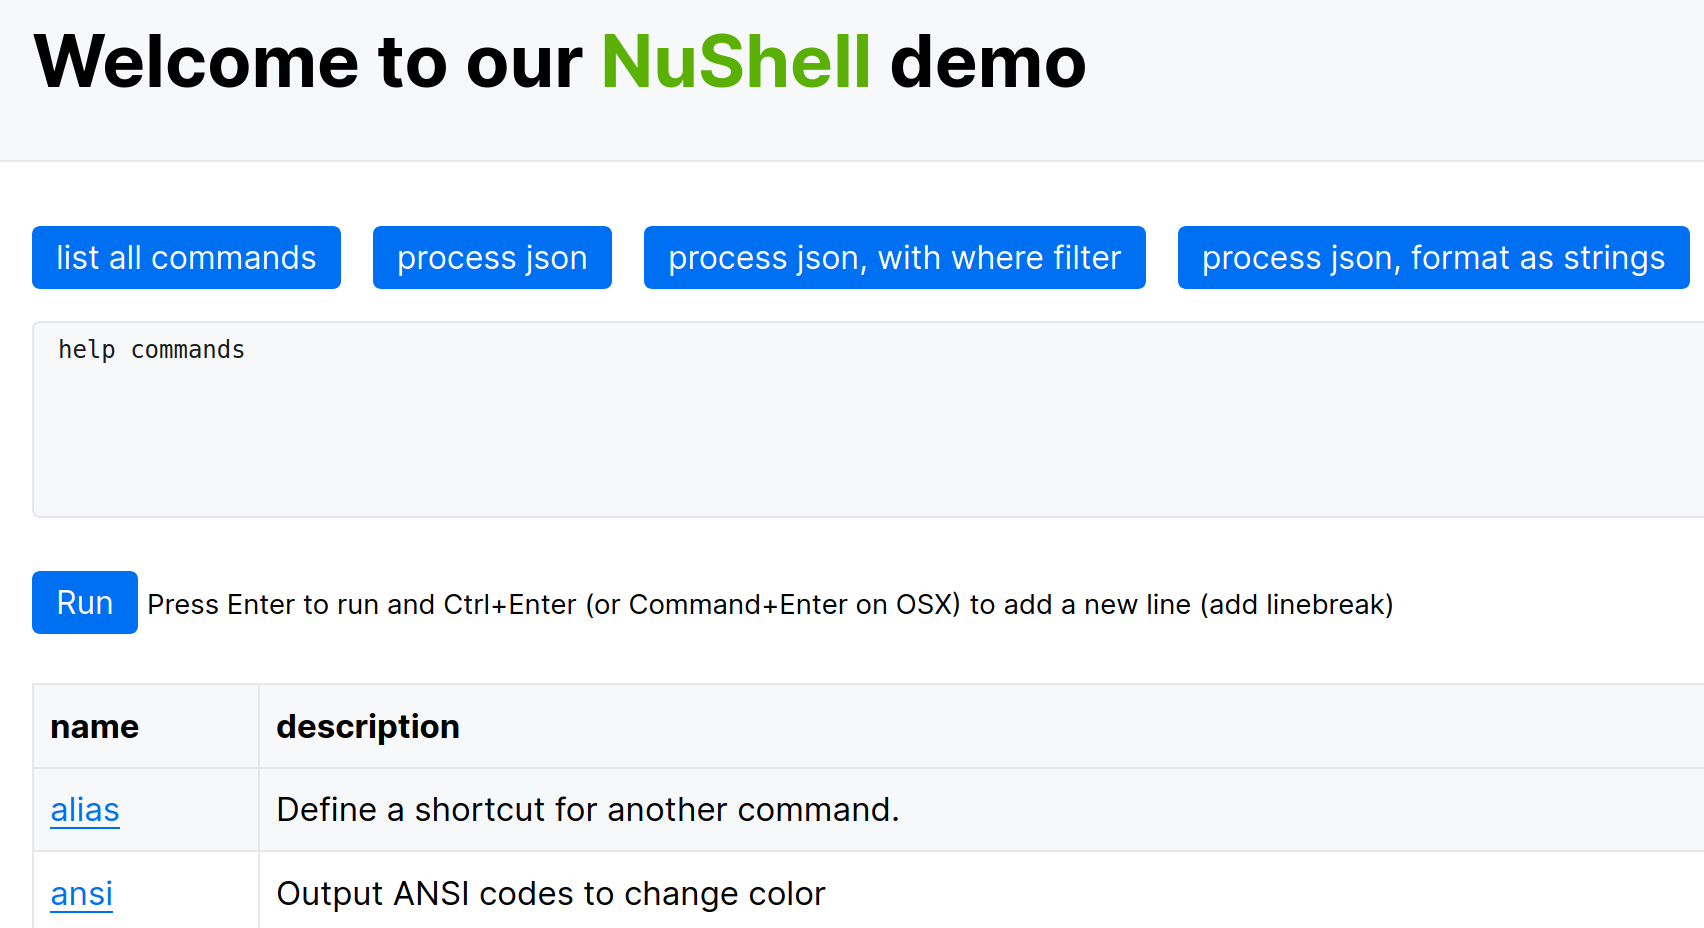 Welcome to our NuShell demo
list all commands process json process json, with where filter process json, format as strings
help commands
Run Press Enter to run and Ctrl+Enter (or Command+Enter on OSX) to add a new line (add linebreak)
name description
alias Define a shortcut for another command.
ansi Output ANSI codes to change color